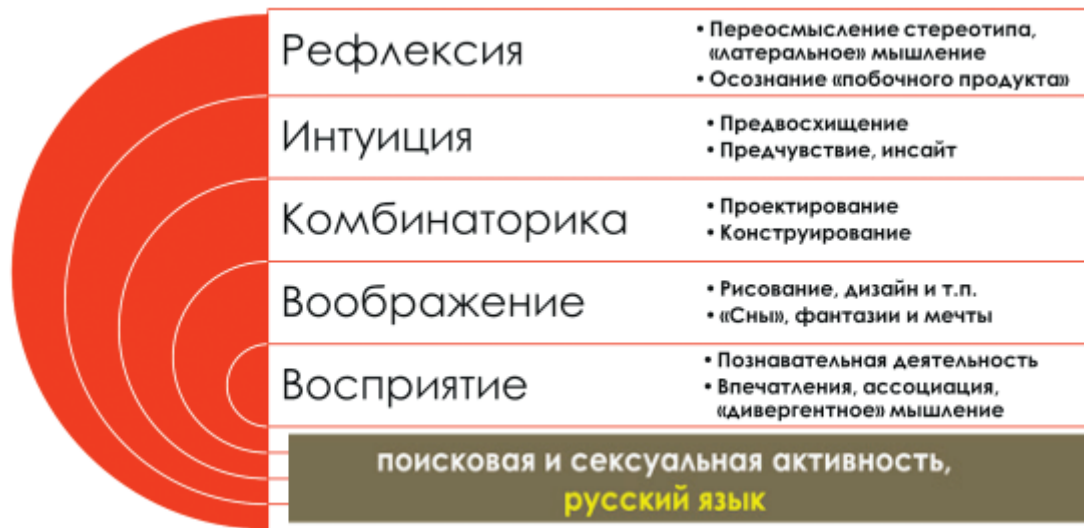 Рефлексия
• Переосмысление стереотипа,
«латеральное» мышление
• Осознание «побочного продукта»
Интуиция
• Предвосхищение
• Предчувствие, инсайт
Комбинаторика
• Проектирование
• Конструирование
Воображение
• Рисование, дизайн и т.п.
• «Сны», фантазии и мечты
Восприятие
• Познавательная деятельность
• Впечатления, ассоциация,
«дивергентное» мышление
поисковая и сексуальная активность,
русский язык